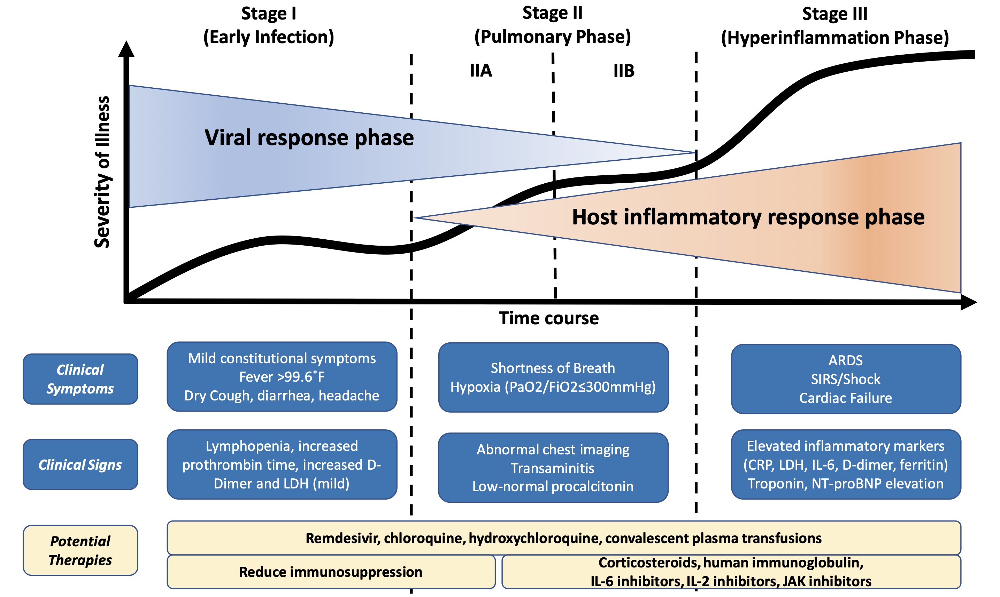 Stage I
(Early Infection)
Stage II
(Pulmonary Phase)
Stage III
(Hyperinflammation Phase)
IIA
IIB
Severity of Illness
Viral response phase
Host inflammatory response phase
Time course
Clinical
Symptoms
Mild constitutional symptoms
Fever >99.6°F
Dry Cough, diarrhea, headache
Shortness of Breath
Hypoxia (PaO2/FiO2≤300mmHg)
ARDS
SIRS/Shock
Cardiac Failure
Clinical Signs
Lymphopenia, increased
prothrombin time, increased D-
Dimer and LDH (mild)
Abnormal chest imaging
Transaminitis
Low-normal procalcitonin
Elevated inflammatory markers
(CRP, LDH, IL-6, D-dimer, ferritin)
Troponin, NT-proBNP elevation
Potential
Therapies
Remdesivir, chloroquine, hydroxychloroquine, convalescent plasma transfusions
Reduce immunosuppression
Corticosteroids, human immunoglobulin,
IL-6 inhibitors, IL-2 inhibitors, JAK inhibitors